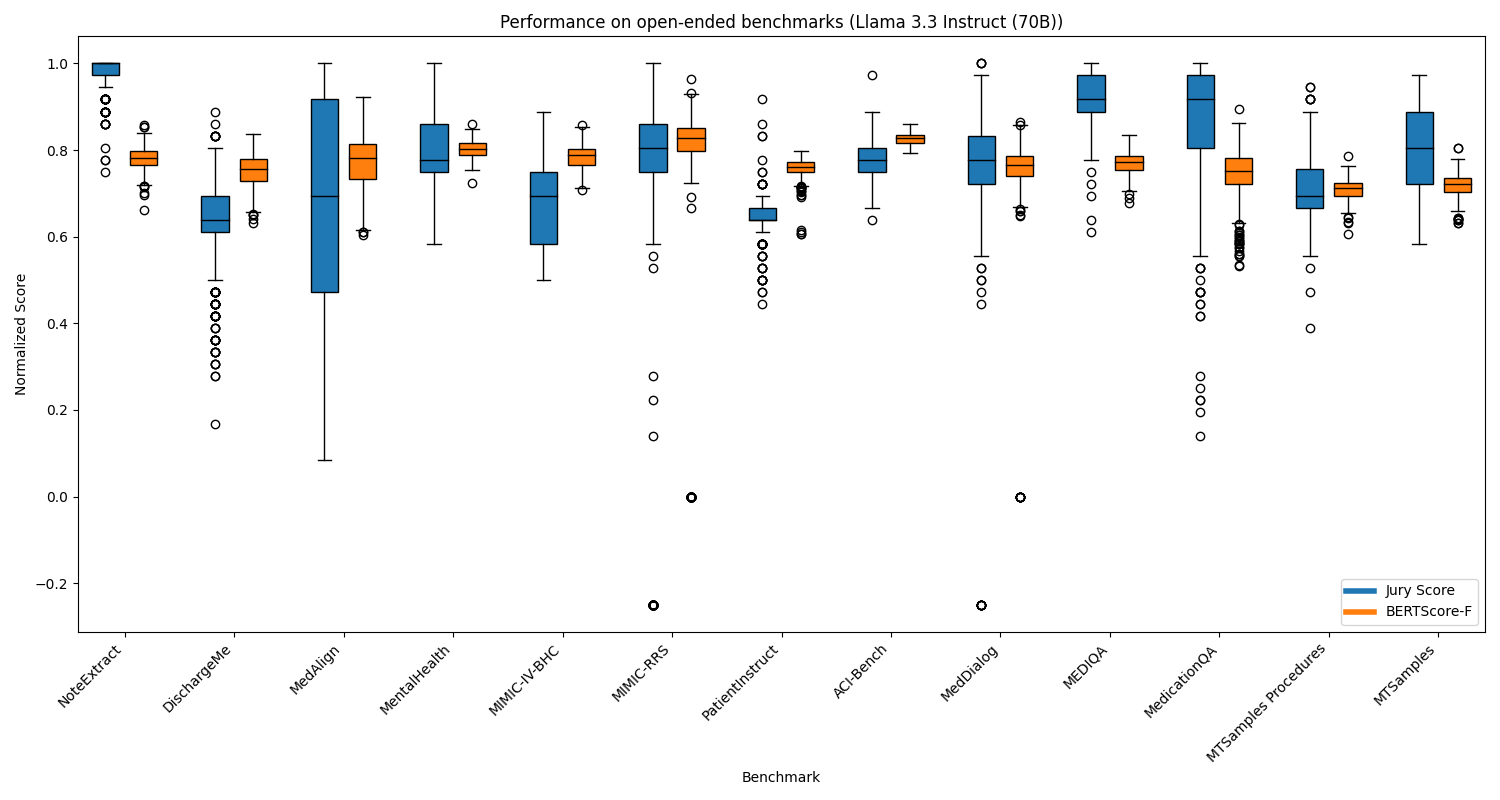 Performance on open-ended benchmarks (Llama 3.3 Instruct (70B))
Normalized Score
1.0
0.8
0.6
0.4
0.2
0.0
−0.2
Jury Score
BERTScore-F
NoteExtract
DischargeMe
MedAlign
MentalHealth
MIMIC-IV-BHC
MIMIC-RRS
PatientInstruct
ACI-Bench
MedDialog
MEDIQA
MedicationQA
MTSamples Procedures
MTSamples
Benchmark